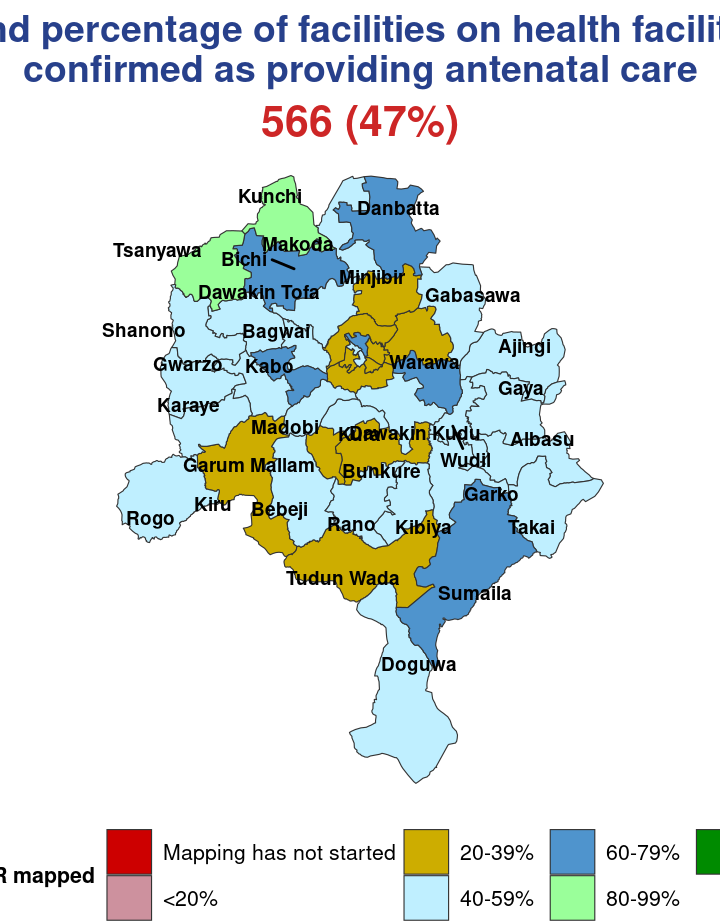 nd percentage of facilities on health facilit
confirmed as providing antenatal care
566 (47%)
Kunchi
Danbatta
Makoda
Tsanyawa
Bichi
Minjibir
Dawakin Tofa
Gabasawa
Shanono
Bagwai
Ajingi
Gwarzo
Kabo
Warawa
Gaya
Karaye
Madobi
Kura
Dawakin Kudu
Albasu
Wudil
Garum Mallam
Bunkure
Garko
Kiru
Bebeji
Rogo
Rano
Kibiya
Takai
Tudun Wada
Sumaila
Doguwa
R mapped
Mapping has not started
<20%
20-39%
40-59%
60-79%
80-99%